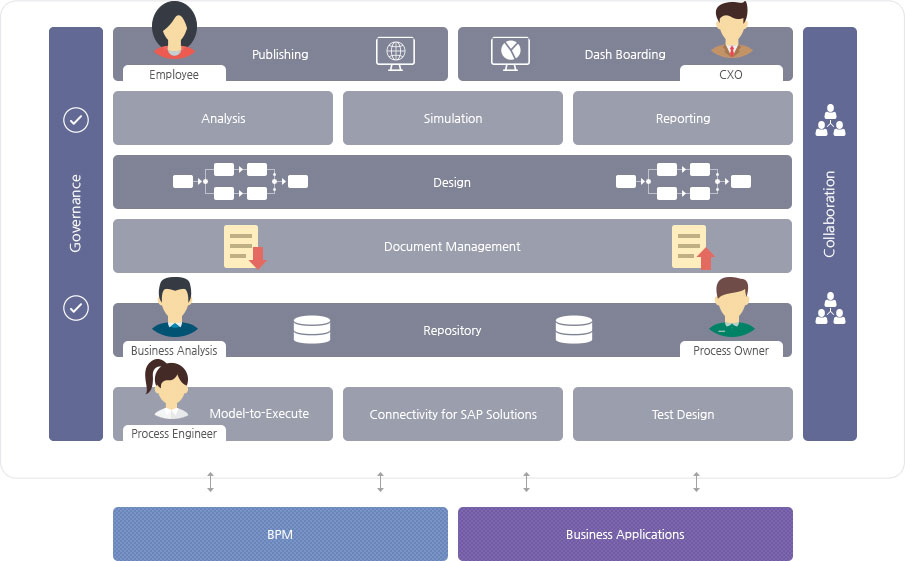 Publishing
Employee
Dash Boarding
CXO
Analysis
Simulation
Reporting
Governance
Design
Collaboration
Document Management
Repository
Business Analysis
Process Owner
Model-to-Execute
Process Engineer
Connectivity for SAP Solutions
Test Design
BPM
Business Applications